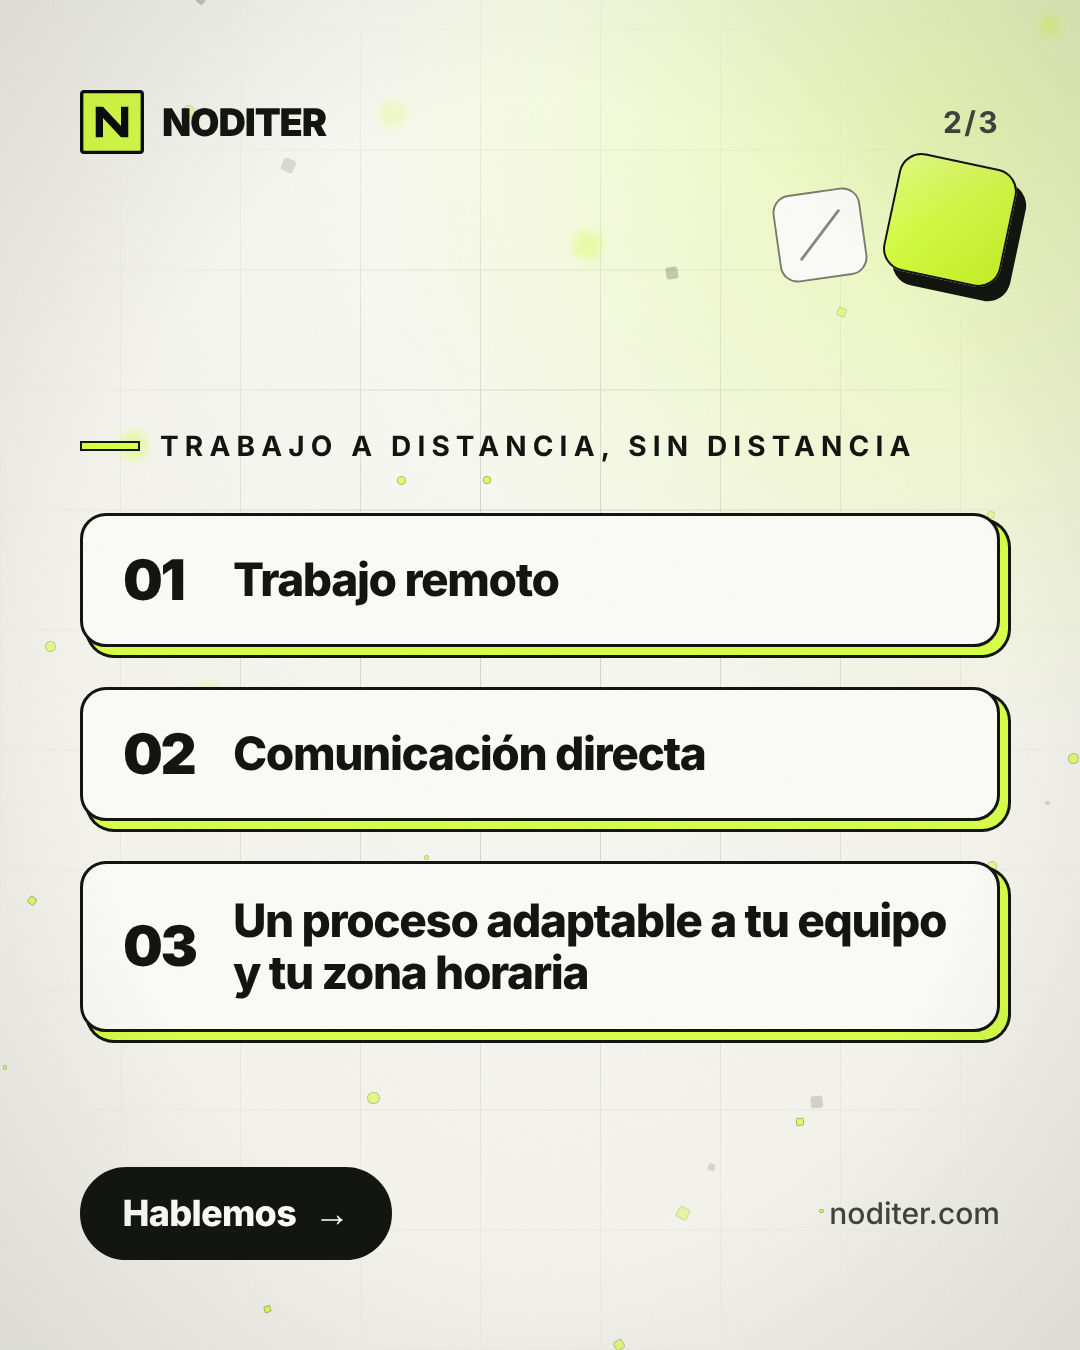 N NODITER
2/3
TRABAJO A DISTANCIA, SIN DISTANCIA
01 Trabajo remoto
02 Comunicación directa
03 Un proceso adaptable a tu equipo
y tu zona horaria
Hablemos →
noditer.com